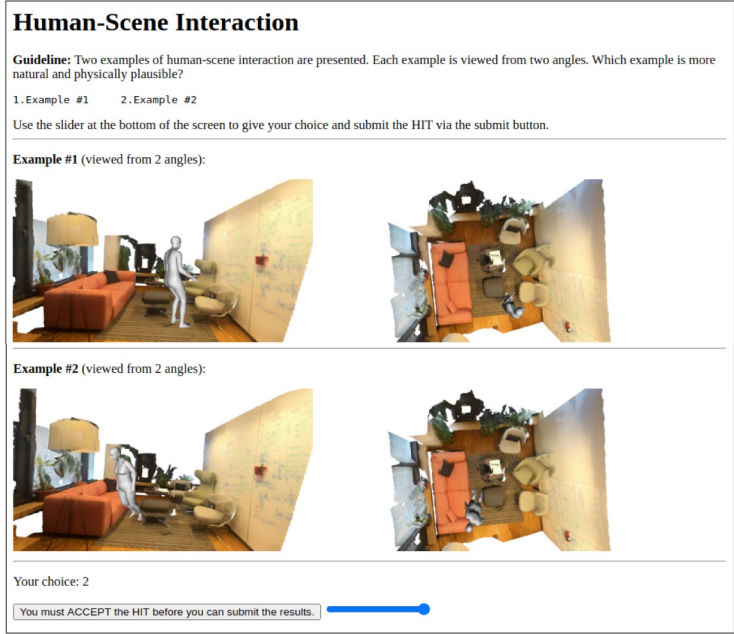 Human-Scene Interaction
Guideline: Two examples of human-scene interaction are presented. Each example is viewed from two angles. Which example is more
natural and physically plausible?
1.Example #1     2.Example #2
Use the slider at the bottom of the screen to give your choice and submit the HIT via the submit button.
Example #1 (viewed from 2 angles):
Example #2 (viewed from 2 angles):
Your choice: 2
You must ACCEPT the HIT before you can submit the results.